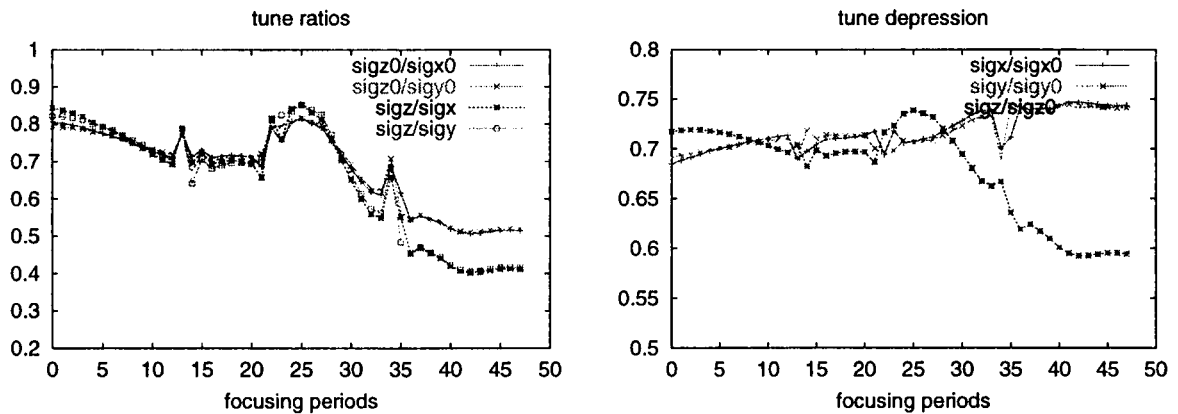 tune ratios
1
0.9
0.8
0.7
0.6
0.5
0.4
0.3
0.2
sigz0/sigx0
sigz0/sigy0
sigz/sigx
sigz/sigy
0 5 10 15 20 25 30 35 40 45 50
focusing periods
tune depression
0.8
0.75
0.7
0.65
0.6
0.55
0.5
sigx/sigx0
sigy/sigy0
sigz/sigz0
0 5 10 15 20 25 30 35 40 45 50
focusing periods